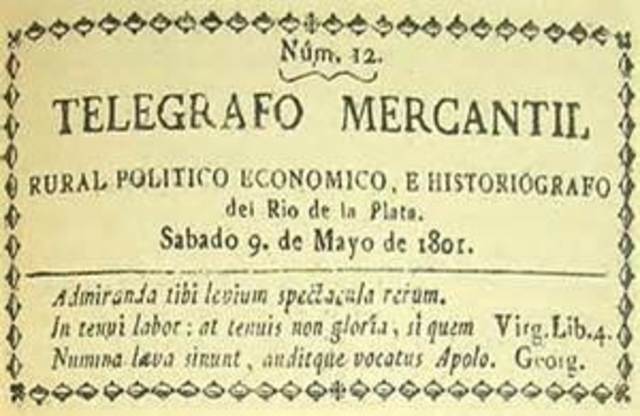 Núm. 12.
TELEGRAFO MERCANTIL
RURAL POLITICO ECONOMICO, E HISTORIOGRAFO
del Rio de la Plata.
Sabado 9. de Mayo de 1801.
Admiranda tibi levium spectacula rerum.
In tenui labor: at tenuis non gloria, si quem Virg. Lib. 4.
Numina læva sinunt, auditque vocatus Apolo. Georg.